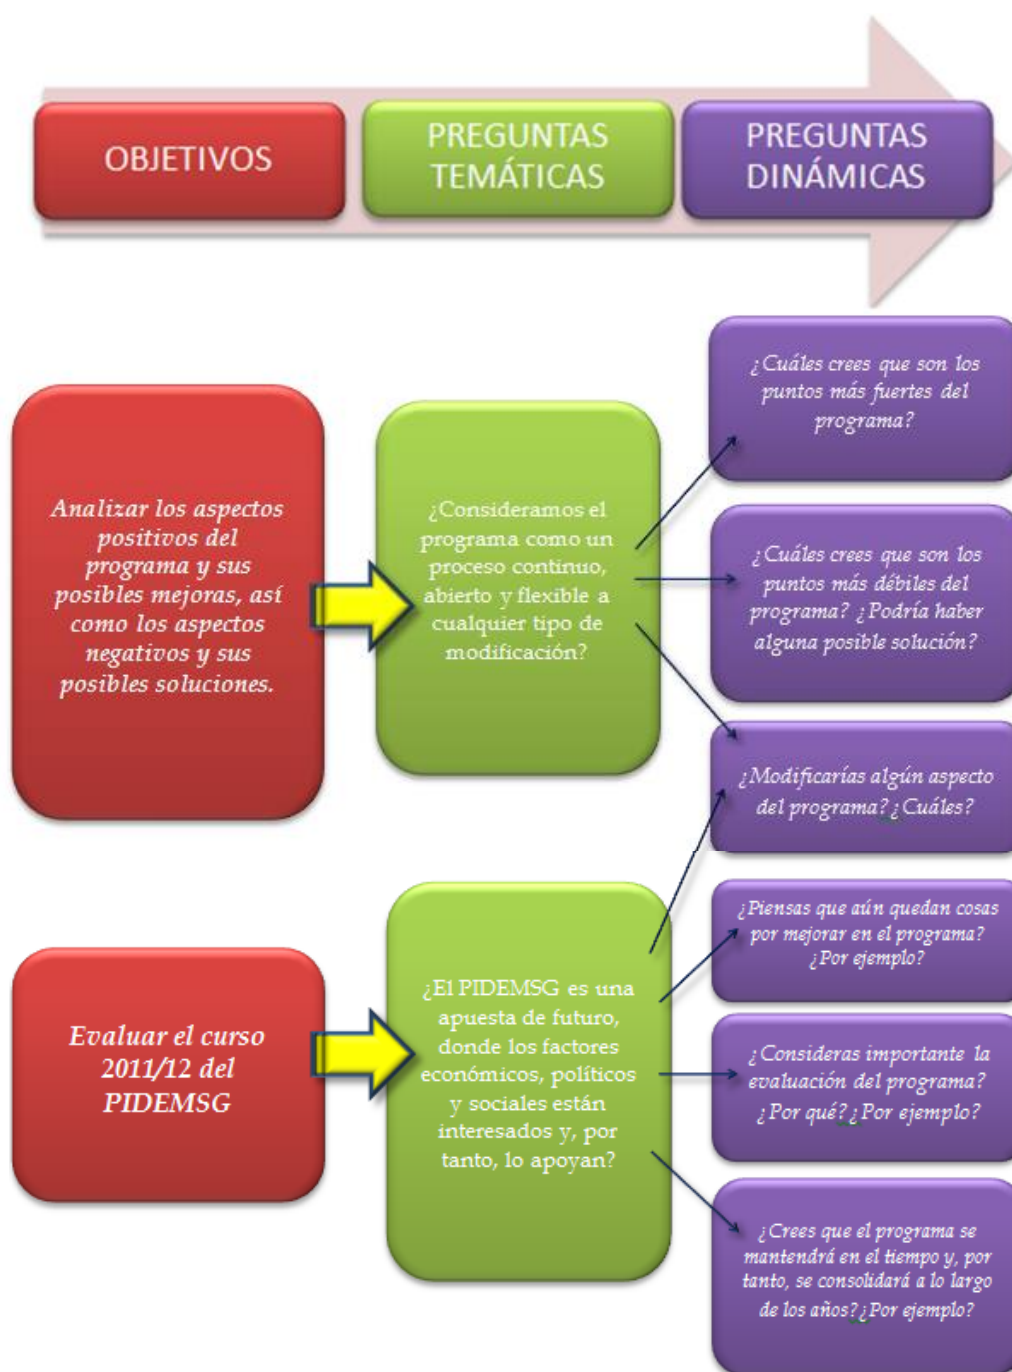 OBJETIVOS
PREGUNTAS
TEMÁTICAS
PREGUNTAS
DINÁMICAS
Analizar los aspectos
positivos del
programa y sus
posibles mejoras, así
como los aspectos
negativos y sus
posibles soluciones.
¿Consideramos el
programa como un
proceso continuo,
abierto y flexible a
cualquier tipo de
modificación?
¿Cuáles crees que son los
puntos más fuertes del
programa?
¿Cuáles crees que son los
puntos más débiles del
programa? ¿Podría haber
alguna posible solución?
¿Modificarías algún aspecto
del programa?¿Cuáles?
Evaluar el curso
2011/12 del
PIDEMSG
¿El PIDEMSG es una
apuesta de futuro,
donde los factores
económicos, políticos
y sociales están
interesados y, por
tanto, lo apoyan?
¿Piensas que aún quedan cosas
por mejorar en el programa?
¿Por ejemplo?
¿Consideras importante la
evaluación del programa?
¿Por qué?¿Por ejemplo?
¿Crees que el programa se
mantendrá en el tiempo y, por
tanto, se consolidará a lo largo
de los años?¿Por ejemplo?